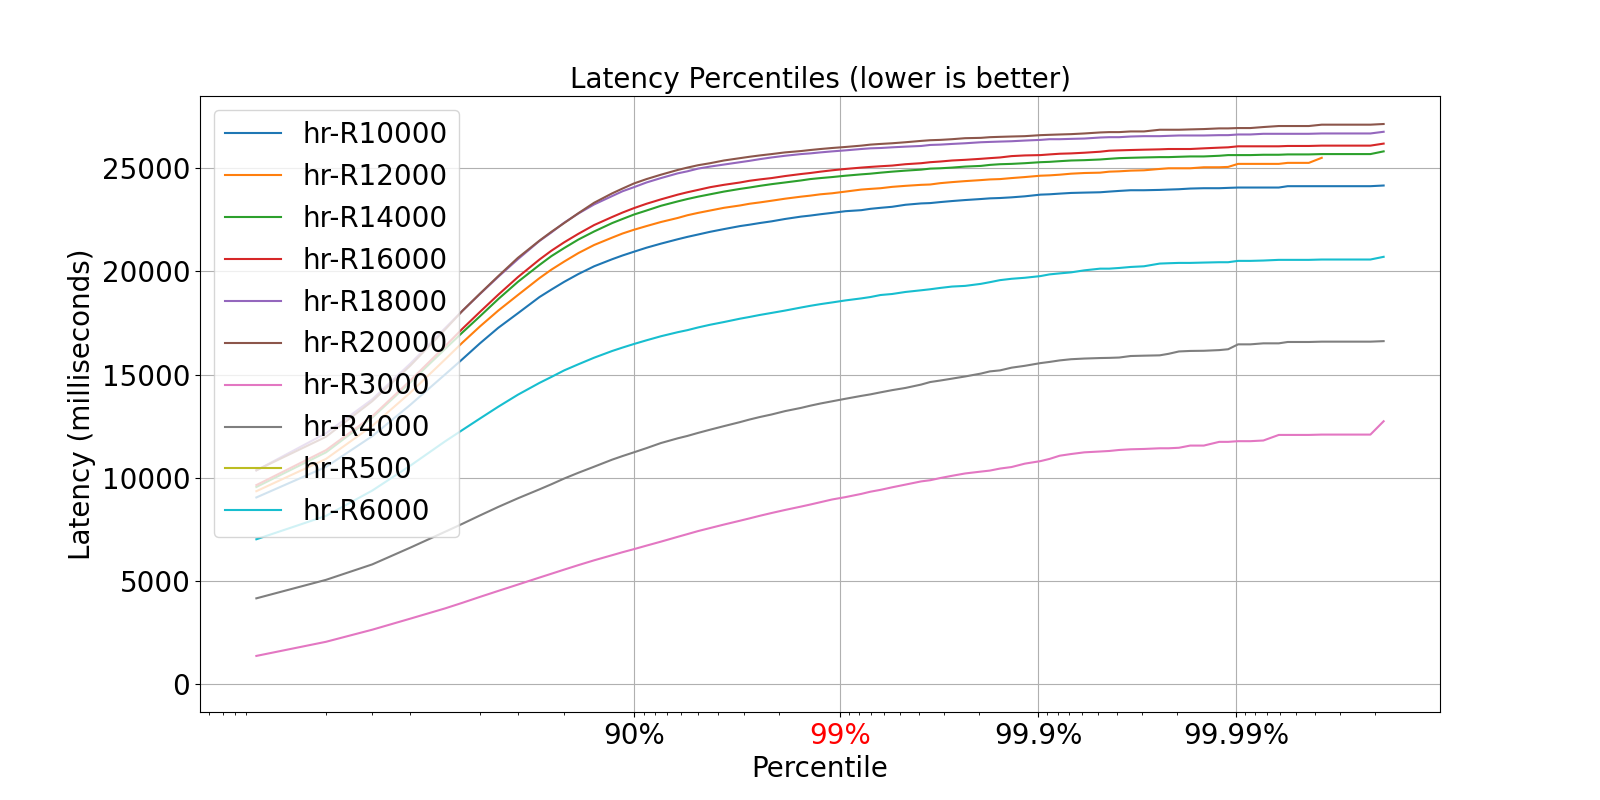 Latency Percentiles (lower is better)
hr-R10000
hr-R12000
hr-R14000
hr-R16000
hr-R18000
hr-R20000
hr-R3000
hr-R4000
hr-R500
hr-R6000
25000
20000
15000
10000
5000
0
Latency (milliseconds)
90%
99%
99.9%
99.99%
Percentile